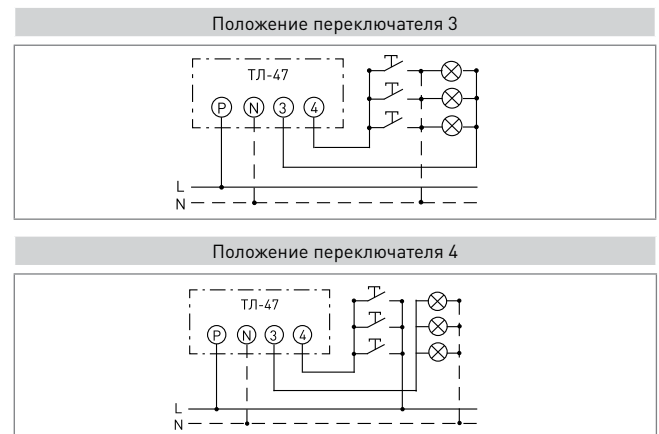 Положение переключателя 3
ТЛ-47
P N 3 4
L
N
Положение переключателя 4
ТЛ-47
P N 3 4
L
N